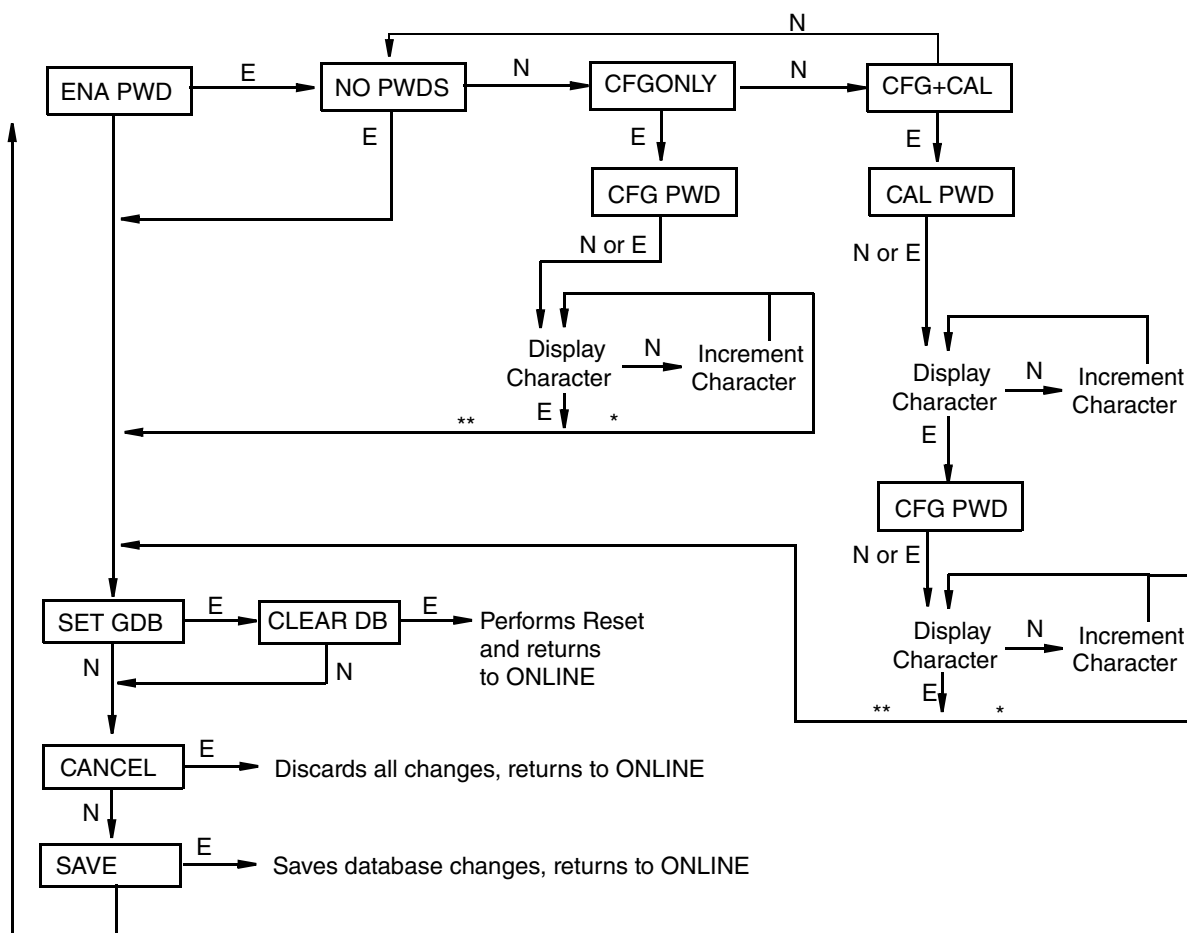 N
ENA PWD
E
NO PWDS
N
CFGONLY
N
CFG+CAL
E
E
E
CFG PWD
CAL PWD
N or E
N or E
Display
Character
N
Increment
Character
E
**
*
Display
Character
N
Increment
Character
E
CFG PWD
N or E
SET GDB
E
CLEAR DB
E
Performs Reset
and returns
to ONLINE
N
N
Display
Character
N
Increment
Character
E
**
*
CANCEL
E
Discards all changes, returns to ONLINE
N
SAVE
E
Saves database changes, returns to ONLINE